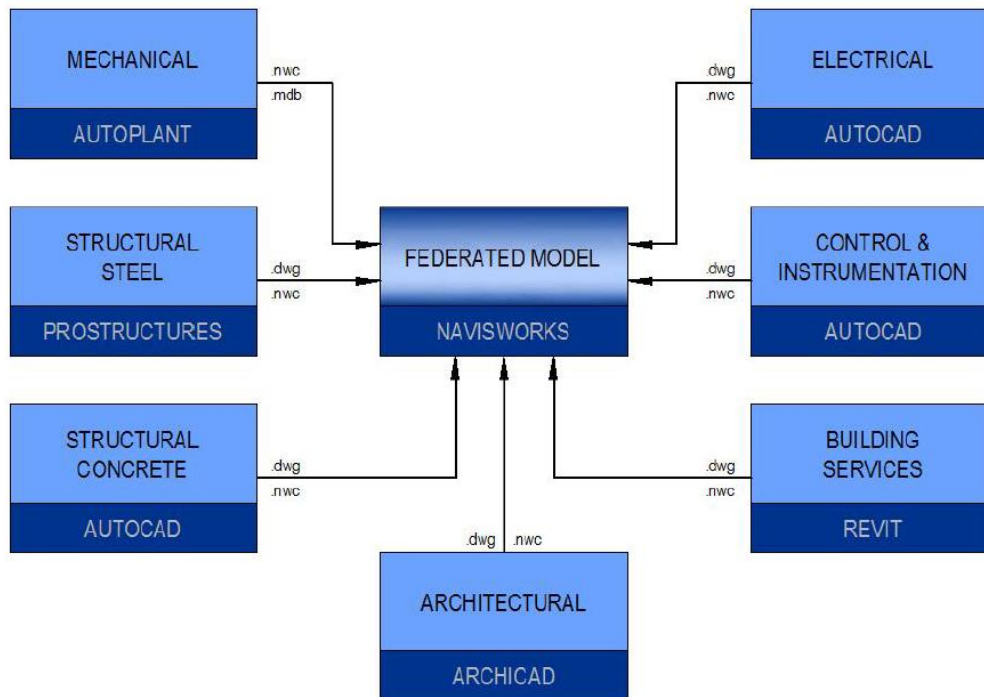 MECHANICAL
AUTOPLANT
.nwc
.mdb
.dwg
.nwc
ELECTRICAL
AUTOCAD
STRUCTURAL
STEEL
PROSTRUCTURES
.dwg
.nwc
FEDERATED MODEL
NAVISWORKS
.dwg
.nwc
CONTROL &
INSTRUMENTATION
AUTOCAD
STRUCTURAL
CONCRETE
AUTOCAD
.dwg
.nwc
.dwg
.nwc
BUILDING
SERVICES
REVIT
.dwg .nwc
ARCHITECTURAL
ARCHICAD